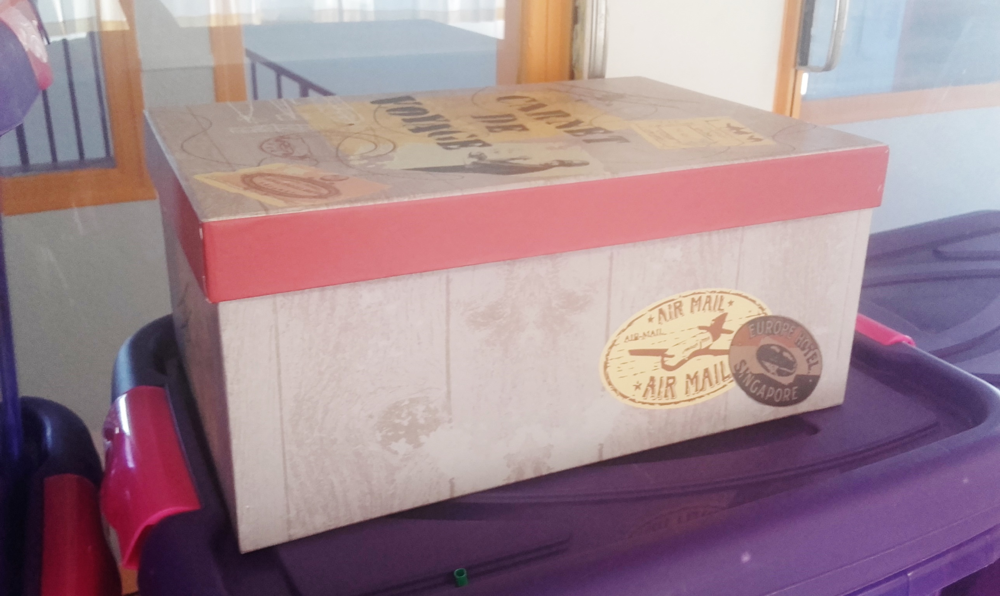 CARNET
DE
VOYAGE
AIR MAIL
AIR-MAIL
AIR MAIL
EUROPE HOTEL
SINGAPORE